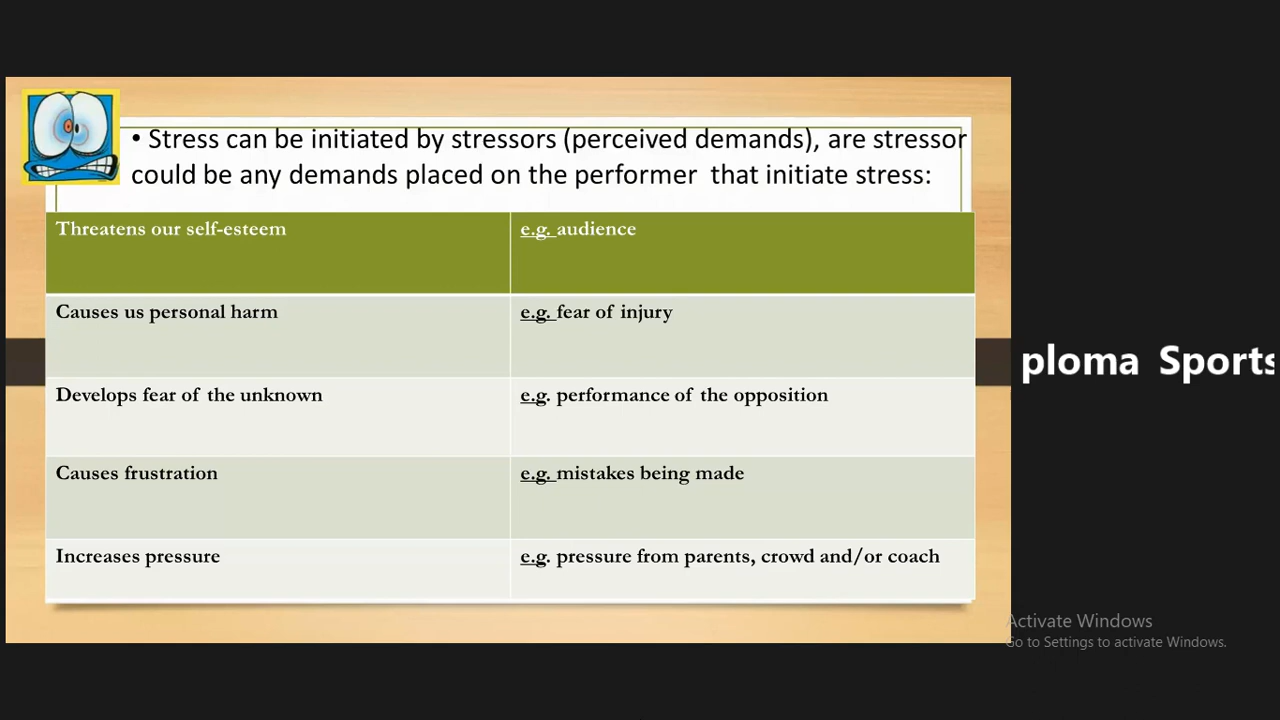 • Stress can be initiated by stressors (perceived demands), are stressor
could be any demands placed on the performer that initiate stress:
Threatens our self-esteem e.g. audience
Causes us personal harm e.g. fear of injury
Develops fear of the unknown e.g. performance of the opposition
Causes frustration e.g. mistakes being made
Increases pressure e.g. pressure from parents, crowd and/or coach
ploma Sports
Activate Windows
Go to Settings to activate Windows.